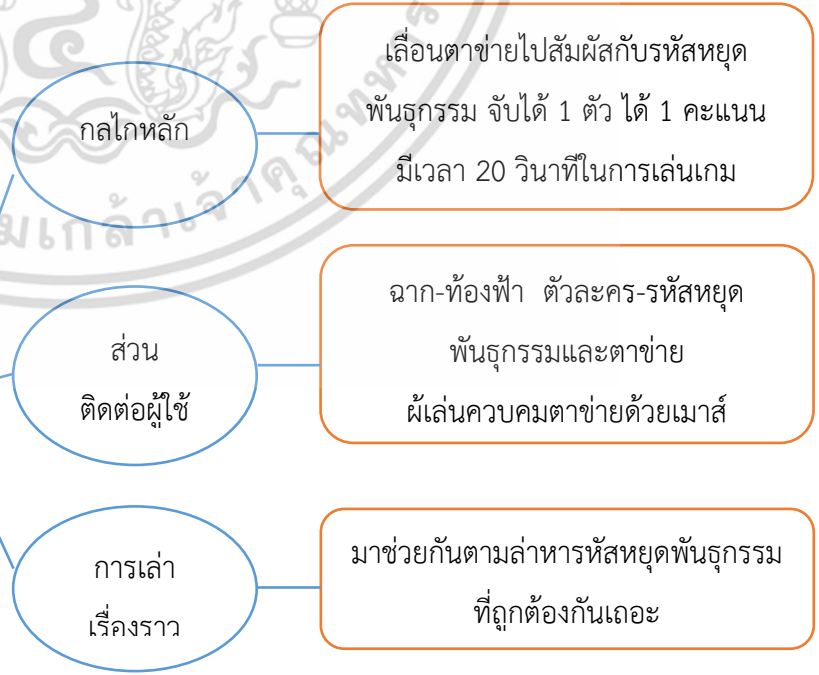 กลไกหลัก
เลื่อนตาข่ายไปสัมผัสกับรหัสหยุด
พันธุกรรม จับได้ 1 ตัว ได้ 1 คะแนน
มีเวลา 20 วินาทีในการเล่นเกม
ส่วน
ติดต่อผู้ใช้
ฉาก-ท้องฟ้า ตัวละคร-รหัสหยุด
พันธุกรรมและตาข่าย
ผู้เล่นควบคุมตาข่ายด้วยเมาส์
การเล่า
เรื่องราว
มาช่วยกันตามล่าหารหัสหยุดพันธุกรรม
ที่ถูกต้องกันเถอะ